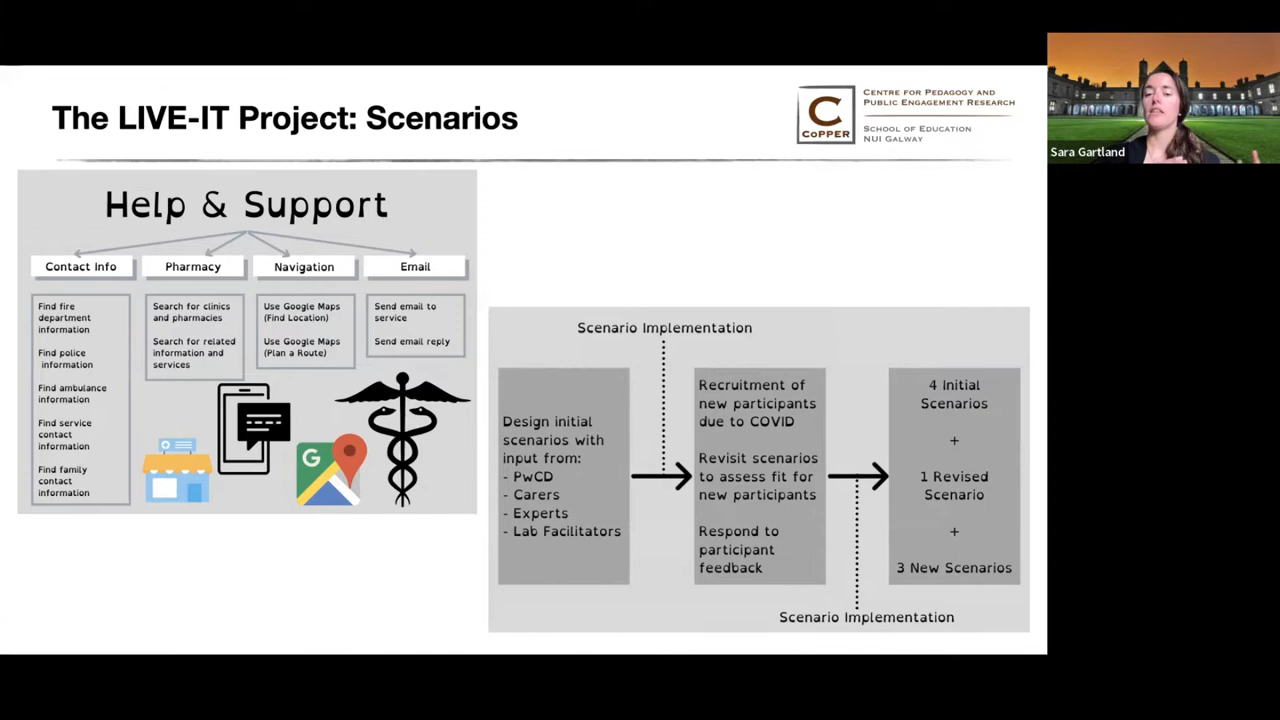 The LIVE-IT Project: Scenarios
C
CoPPER
CENTRE FOR PEDAGOGY AND
PUBLIC ENGAGEMENT RESEARCH
SCHOOL OF EDUCATION
NUI GALWAY
Sara Gartland
Help & Support
Contact Info
Pharmacy
Navigation
Email
Find fire
department
information
Find police
information
Find ambulance
information
Find service
contact
information
Find family
contact
information
Search for clinics
and pharmacies
Search for related
information and
services
Use Google Maps
(Find Location)
Use Google Maps
(Plan a Route)
Send email to
service
Send email reply
G
Scenario Implementation
Design initial
scenarios with
input from:
- PwCD
- Carers
- Experts
- Lab Facilitators
Recruitment of
new participants
due to COVID
Revisit scenarios
to assess fit for
new participants
Respond to
participant
feedback
4 Initial
Scenarios
+
1 Revised
Scenario
+
3 New Scenarios
Scenario Implementation